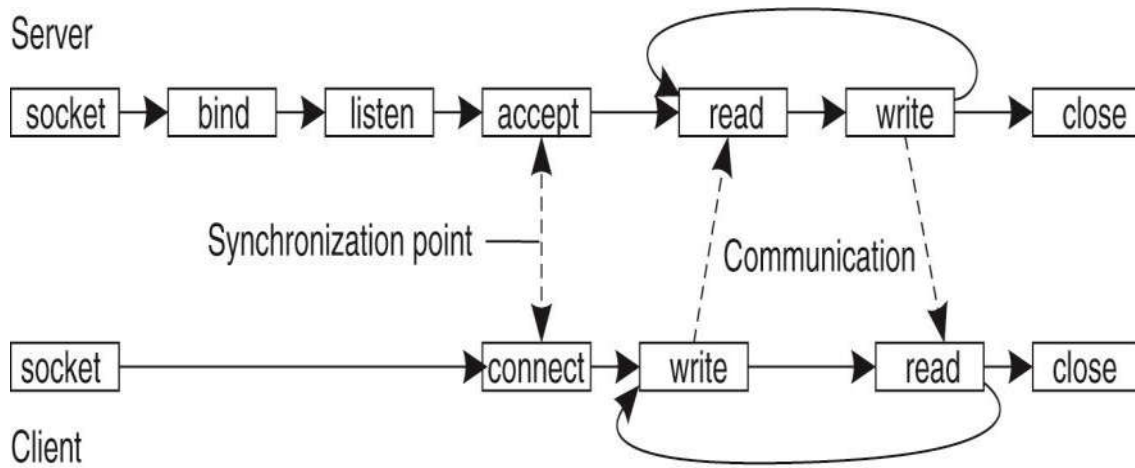 Server
socket bind listen accept read write close
Synchronization point Communication
socket connect write read close
Client